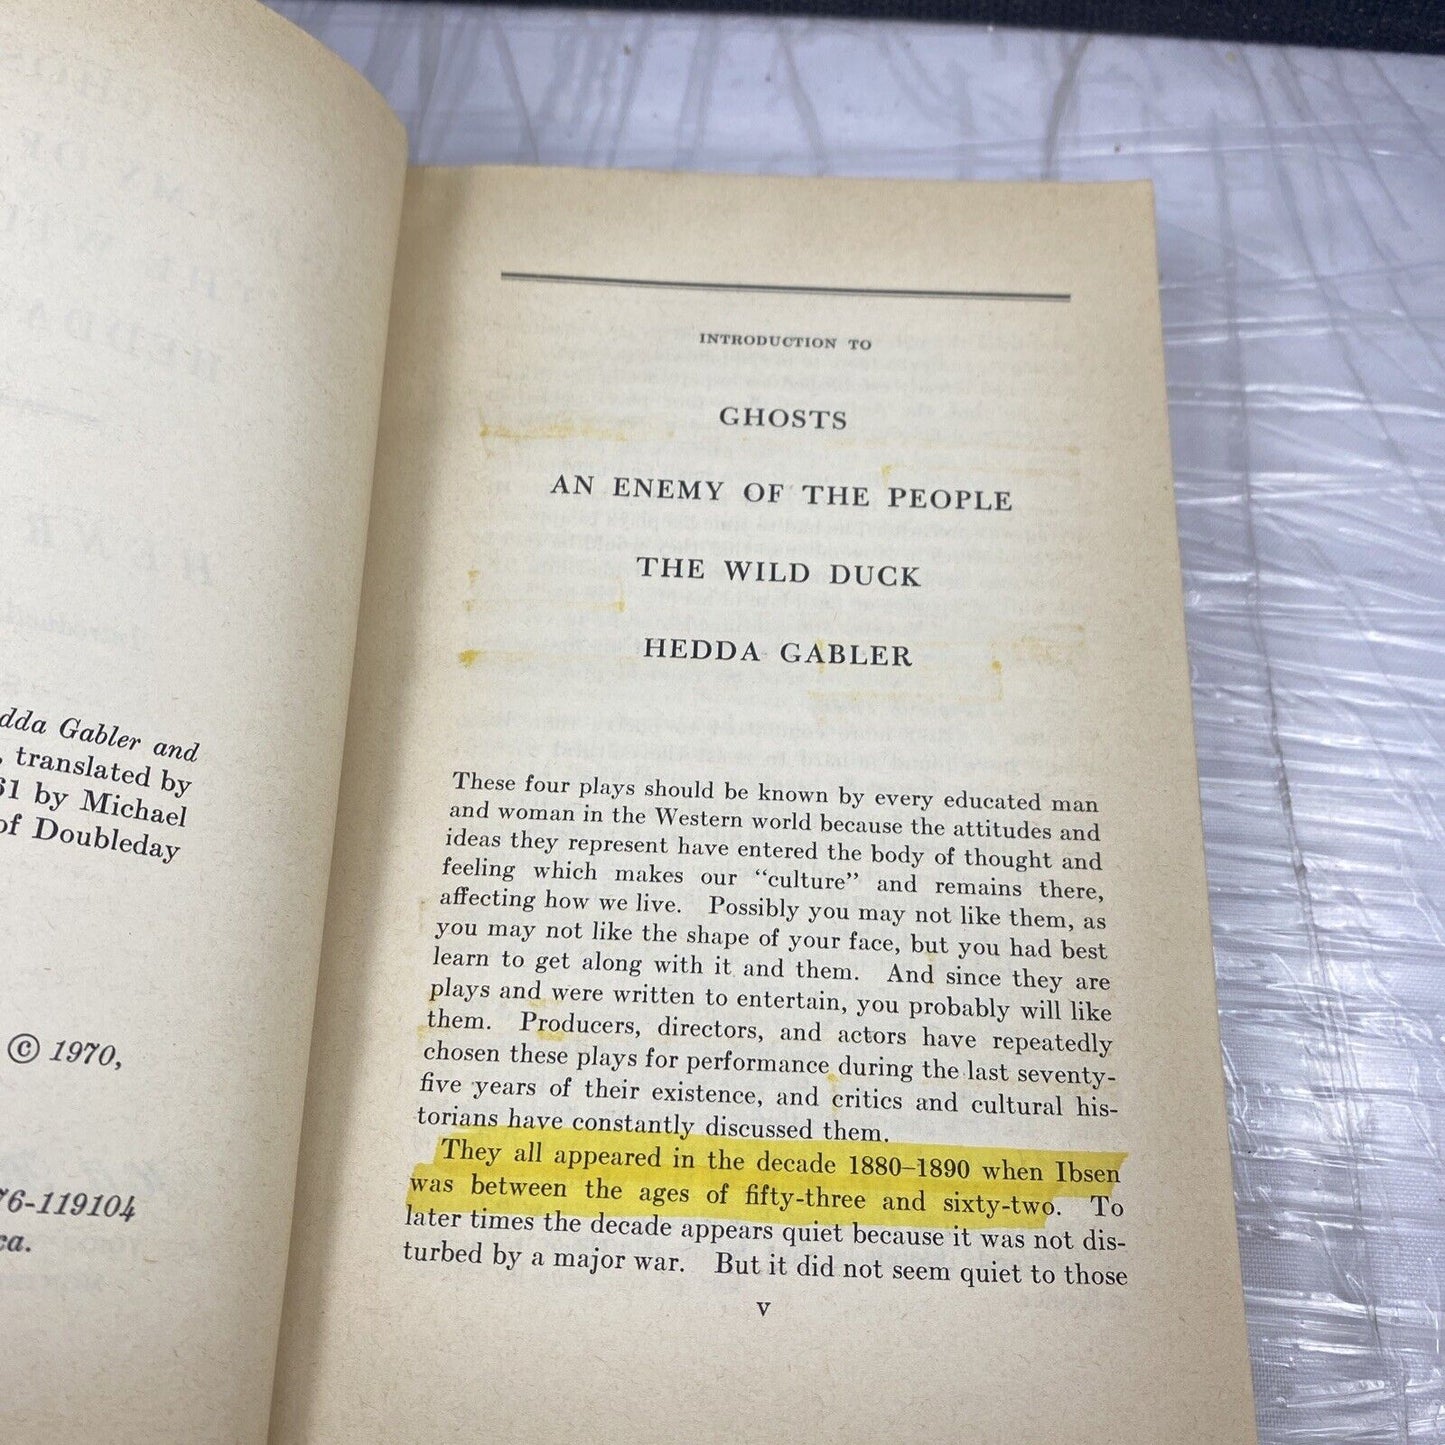 dda Gabler and
, translated by
61 by Michael
of Doubleday
© 1970,
76-119104
ca.
INTRODUCTION TO
GHOSTS
AN ENEMY OF THE PEOPLE
THE WILD DUCK
HEDDA GABLER
These four plays should be known by every educated man
and woman in the Western world because the attitudes and
ideas they represent have entered the body of thought and
feeling which makes our “culture” and remains there,
affecting how we live. Possibly you may not like them, as
you may not like the shape of your face, but you had best
learn to get along with it and them. And since they are
plays and were written to entertain, you probably will like
them. Producers, directors, and actors have repeatedly
chosen these plays for performance during the last seventy-
five years of their existence, and critics and cultural his-
torians have constantly discussed them.
They all appeared in the decade 1880–1890 when Ibsen
was between the ages of fifty-three and sixty-two. To
later times the decade appears quiet because it was not dis-
turbed by a major war. But it did not seem quiet to those
v